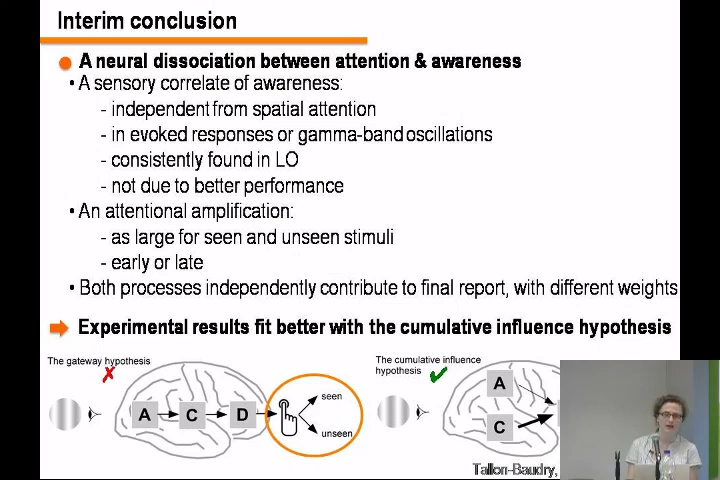 Interim conclusion
A neural dissociation between attention & awareness
• A sensory correlate of awareness:
- independent from spatial attention
- in evoked responses or gamma-band oscillations
- consistently found in LO
- not due to better performance
• An attentional amplification:
- as large for seen and unseen stimuli
- early or late
• Both processes independently contribute to final report, with different weights
Experimental results fit better with the cumulative influence hypothesis
The gateway hypothesis
A C D
seen
unseen
The cumulative influence
hypothesis
A
C
Tallon-Baudry,